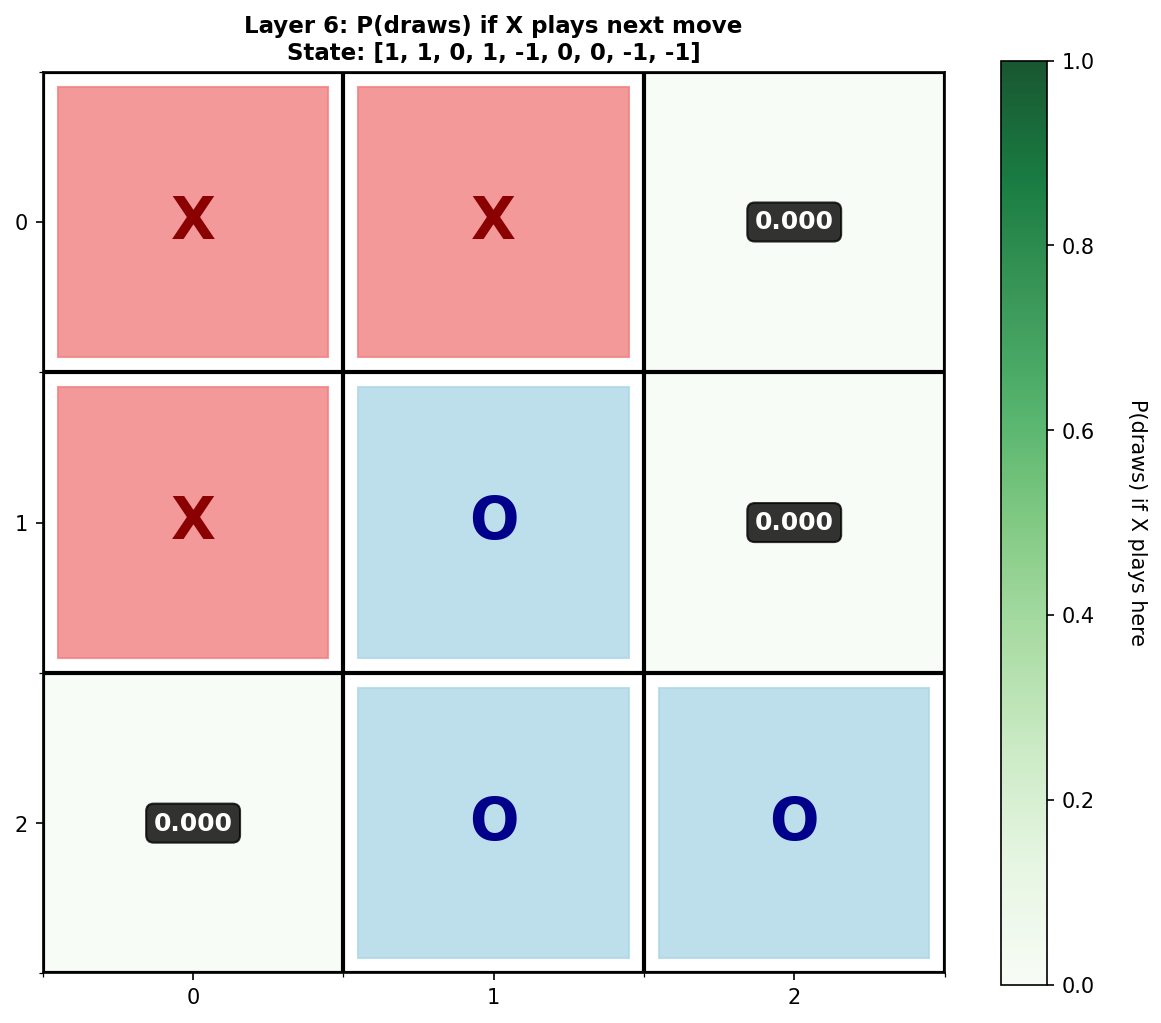 Layer 6: P(draws) if X plays next move
State: [1, 1, 0, 1, -1, 0, 0, -1, -1]
X
X
0.000
X
O
0.000
0.000
O
O
0
1
2
0
1
2
1.0
0.8
0.6
0.4
0.2
0.0
P(draws) if X plays here